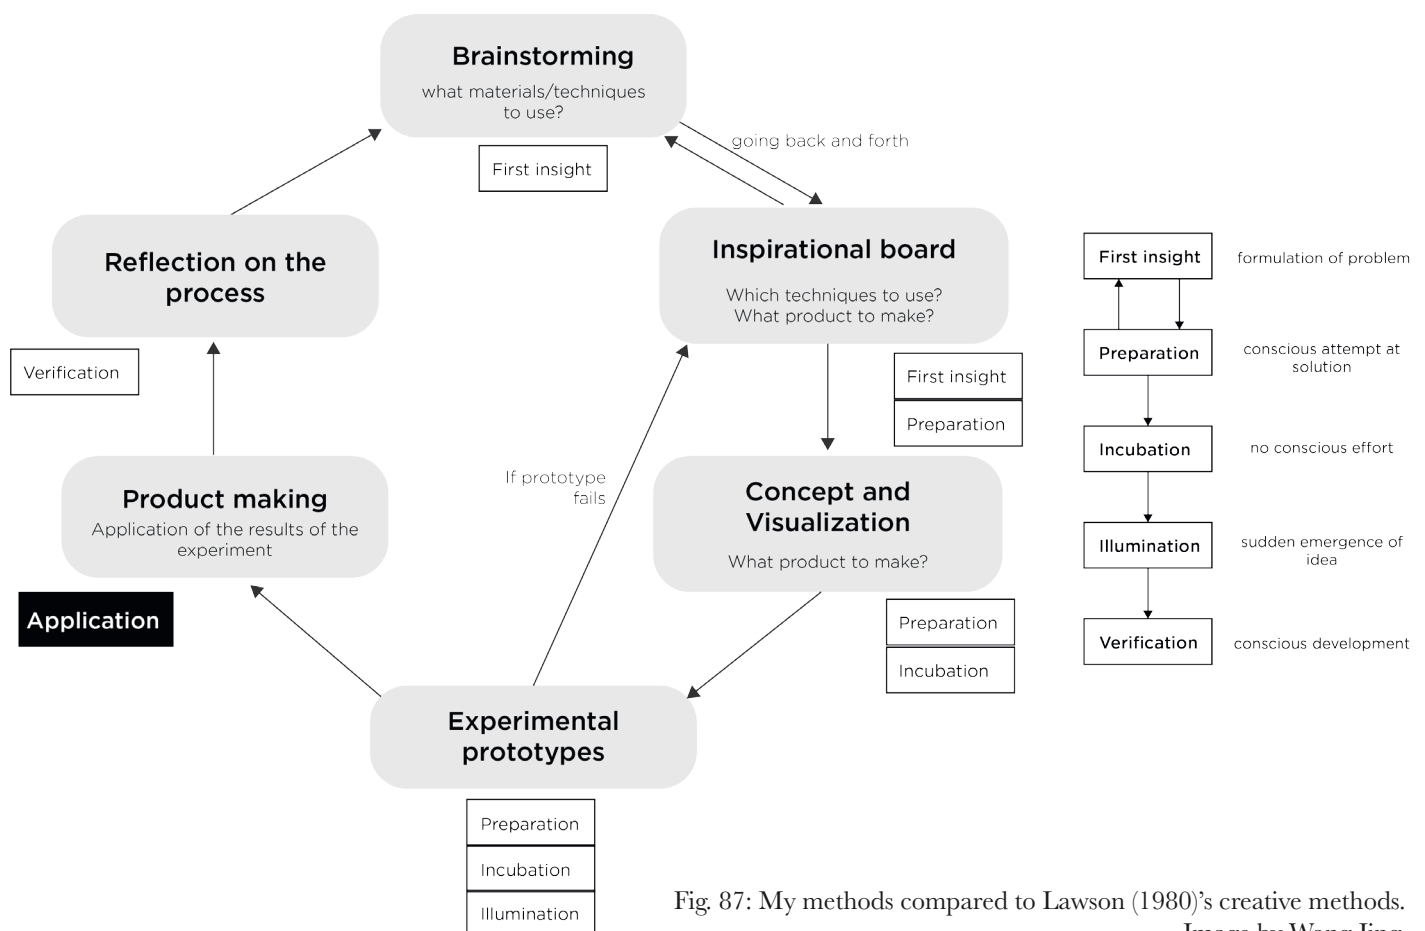 Brainstorming
what materials/techniques
to use?
First insight
going back and forth
Inspirational board
Which techniques to use?
What product to make?
First insight
Preparation
Concept and
Visualization
What product to make?
Preparation
Incubation
If prototype
fails
Experimental
prototypes
Preparation
Incubation
Illumination
Product making
Application of the results of the
experiment
Application
Reflection on the
process
Verification
First insight
formulation of problem
Preparation
conscious attempt at
solution
Incubation
no conscious effort
Illumination
sudden emergence of
idea
Verification
conscious development
Fig. 87: My methods compared to Lawson (1980)'s creative methods.
Image by Wang Jing